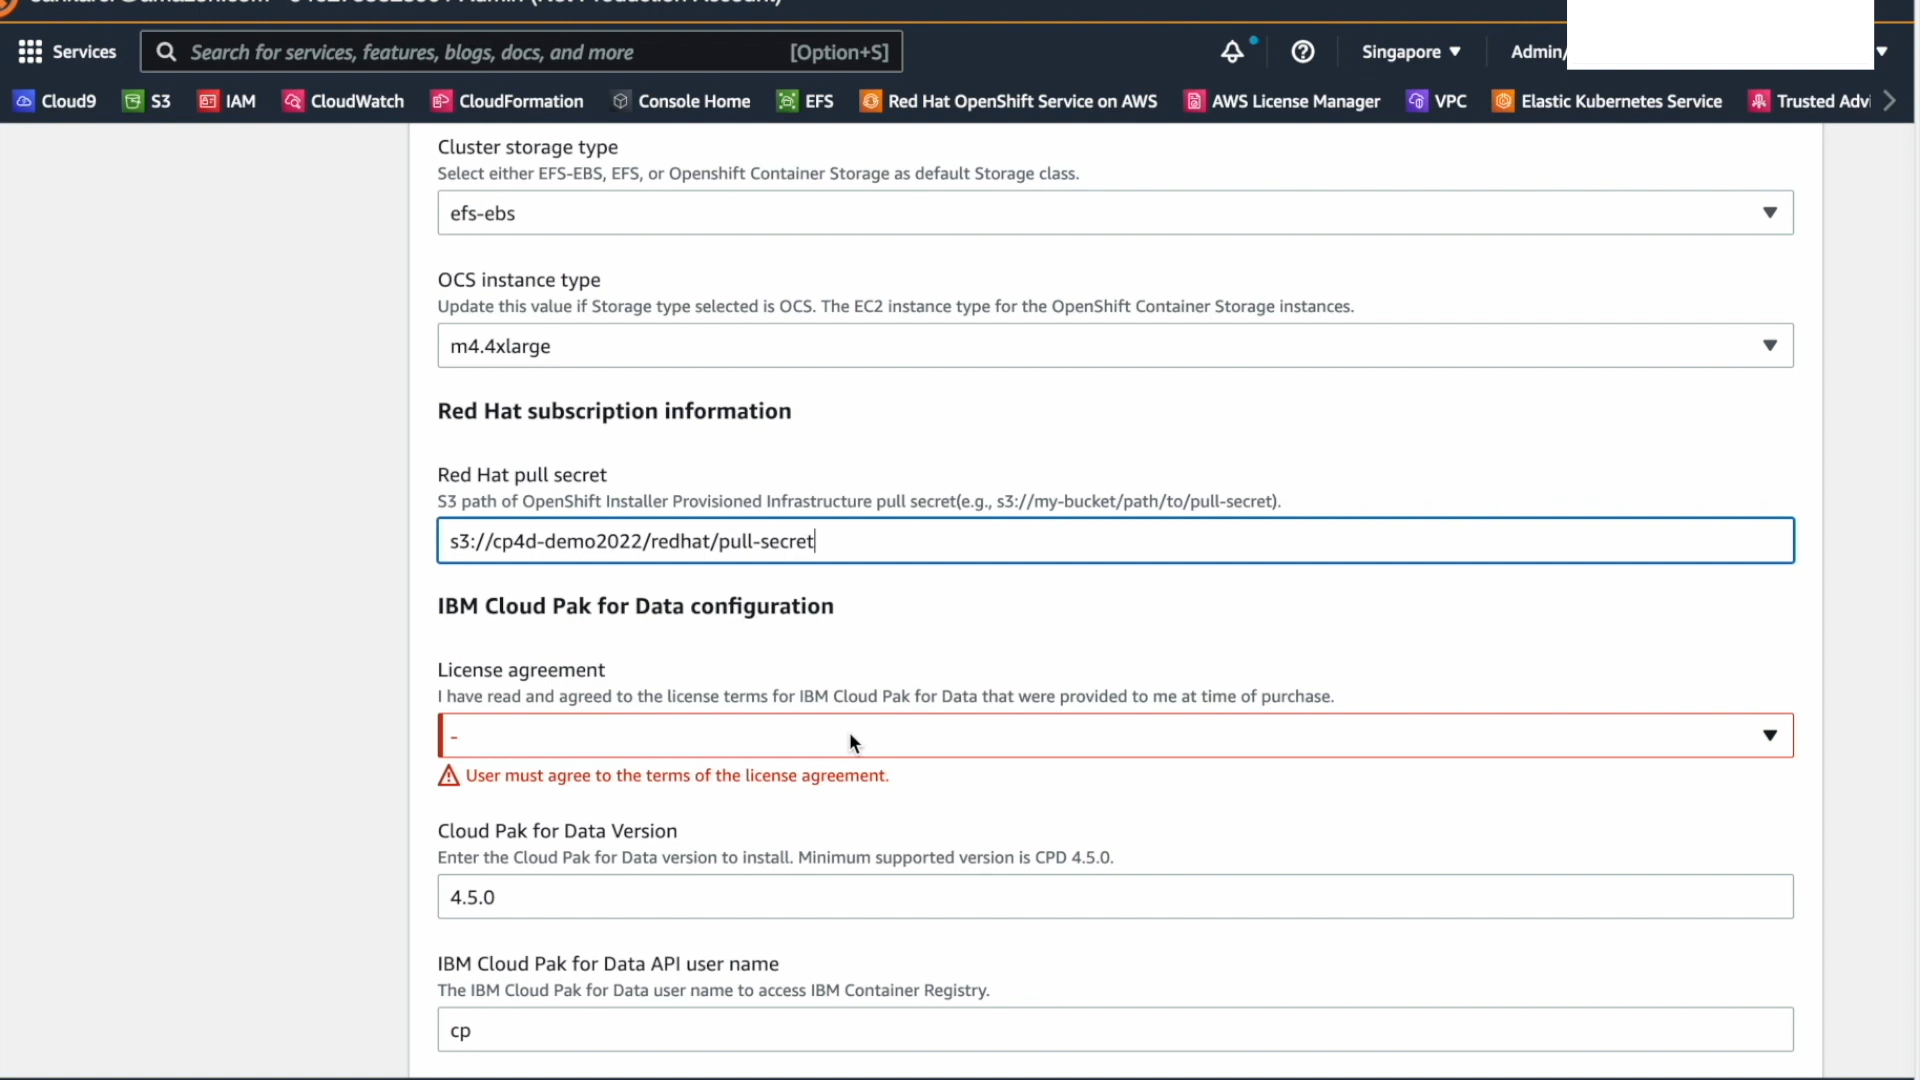 Services
Search for services, features, blogs, docs, and more [Option+S]
Singapore
Admin/
Cloud9 S3 IAM CloudWatch CloudFormation Console Home EFS Red Hat OpenShift Service on AWS AWS License Manager VPC Elastic Kubernetes Service Trusted Advi
Cluster storage type
Select either EFS-EBS, EFS, or Openshift Container Storage as default Storage class.
efs-ebs
OCS instance type
Update this value if Storage type selected is OCS. The EC2 instance type for the OpenShift Container Storage instances.
m4.4xlarge
Red Hat subscription information
Red Hat pull secret
S3 path of OpenShift Installer Provisioned Infrastructure pull secret(e.g., s3://my-bucket/path/to/pull-secret).
s3://cp4d-demo2022/redhat/pull-secret
IBM Cloud Pak for Data configuration
License agreement
I have read and agreed to the license terms for IBM Cloud Pak for Data that were provided to me at time of purchase.
-
User must agree to the terms of the license agreement.
Cloud Pak for Data Version
Enter the Cloud Pak for Data version to install. Minimum supported version is CPD 4.5.0.
4.5.0
IBM Cloud Pak for Data API user name
The IBM Cloud Pak for Data user name to access IBM Container Registry.
cp